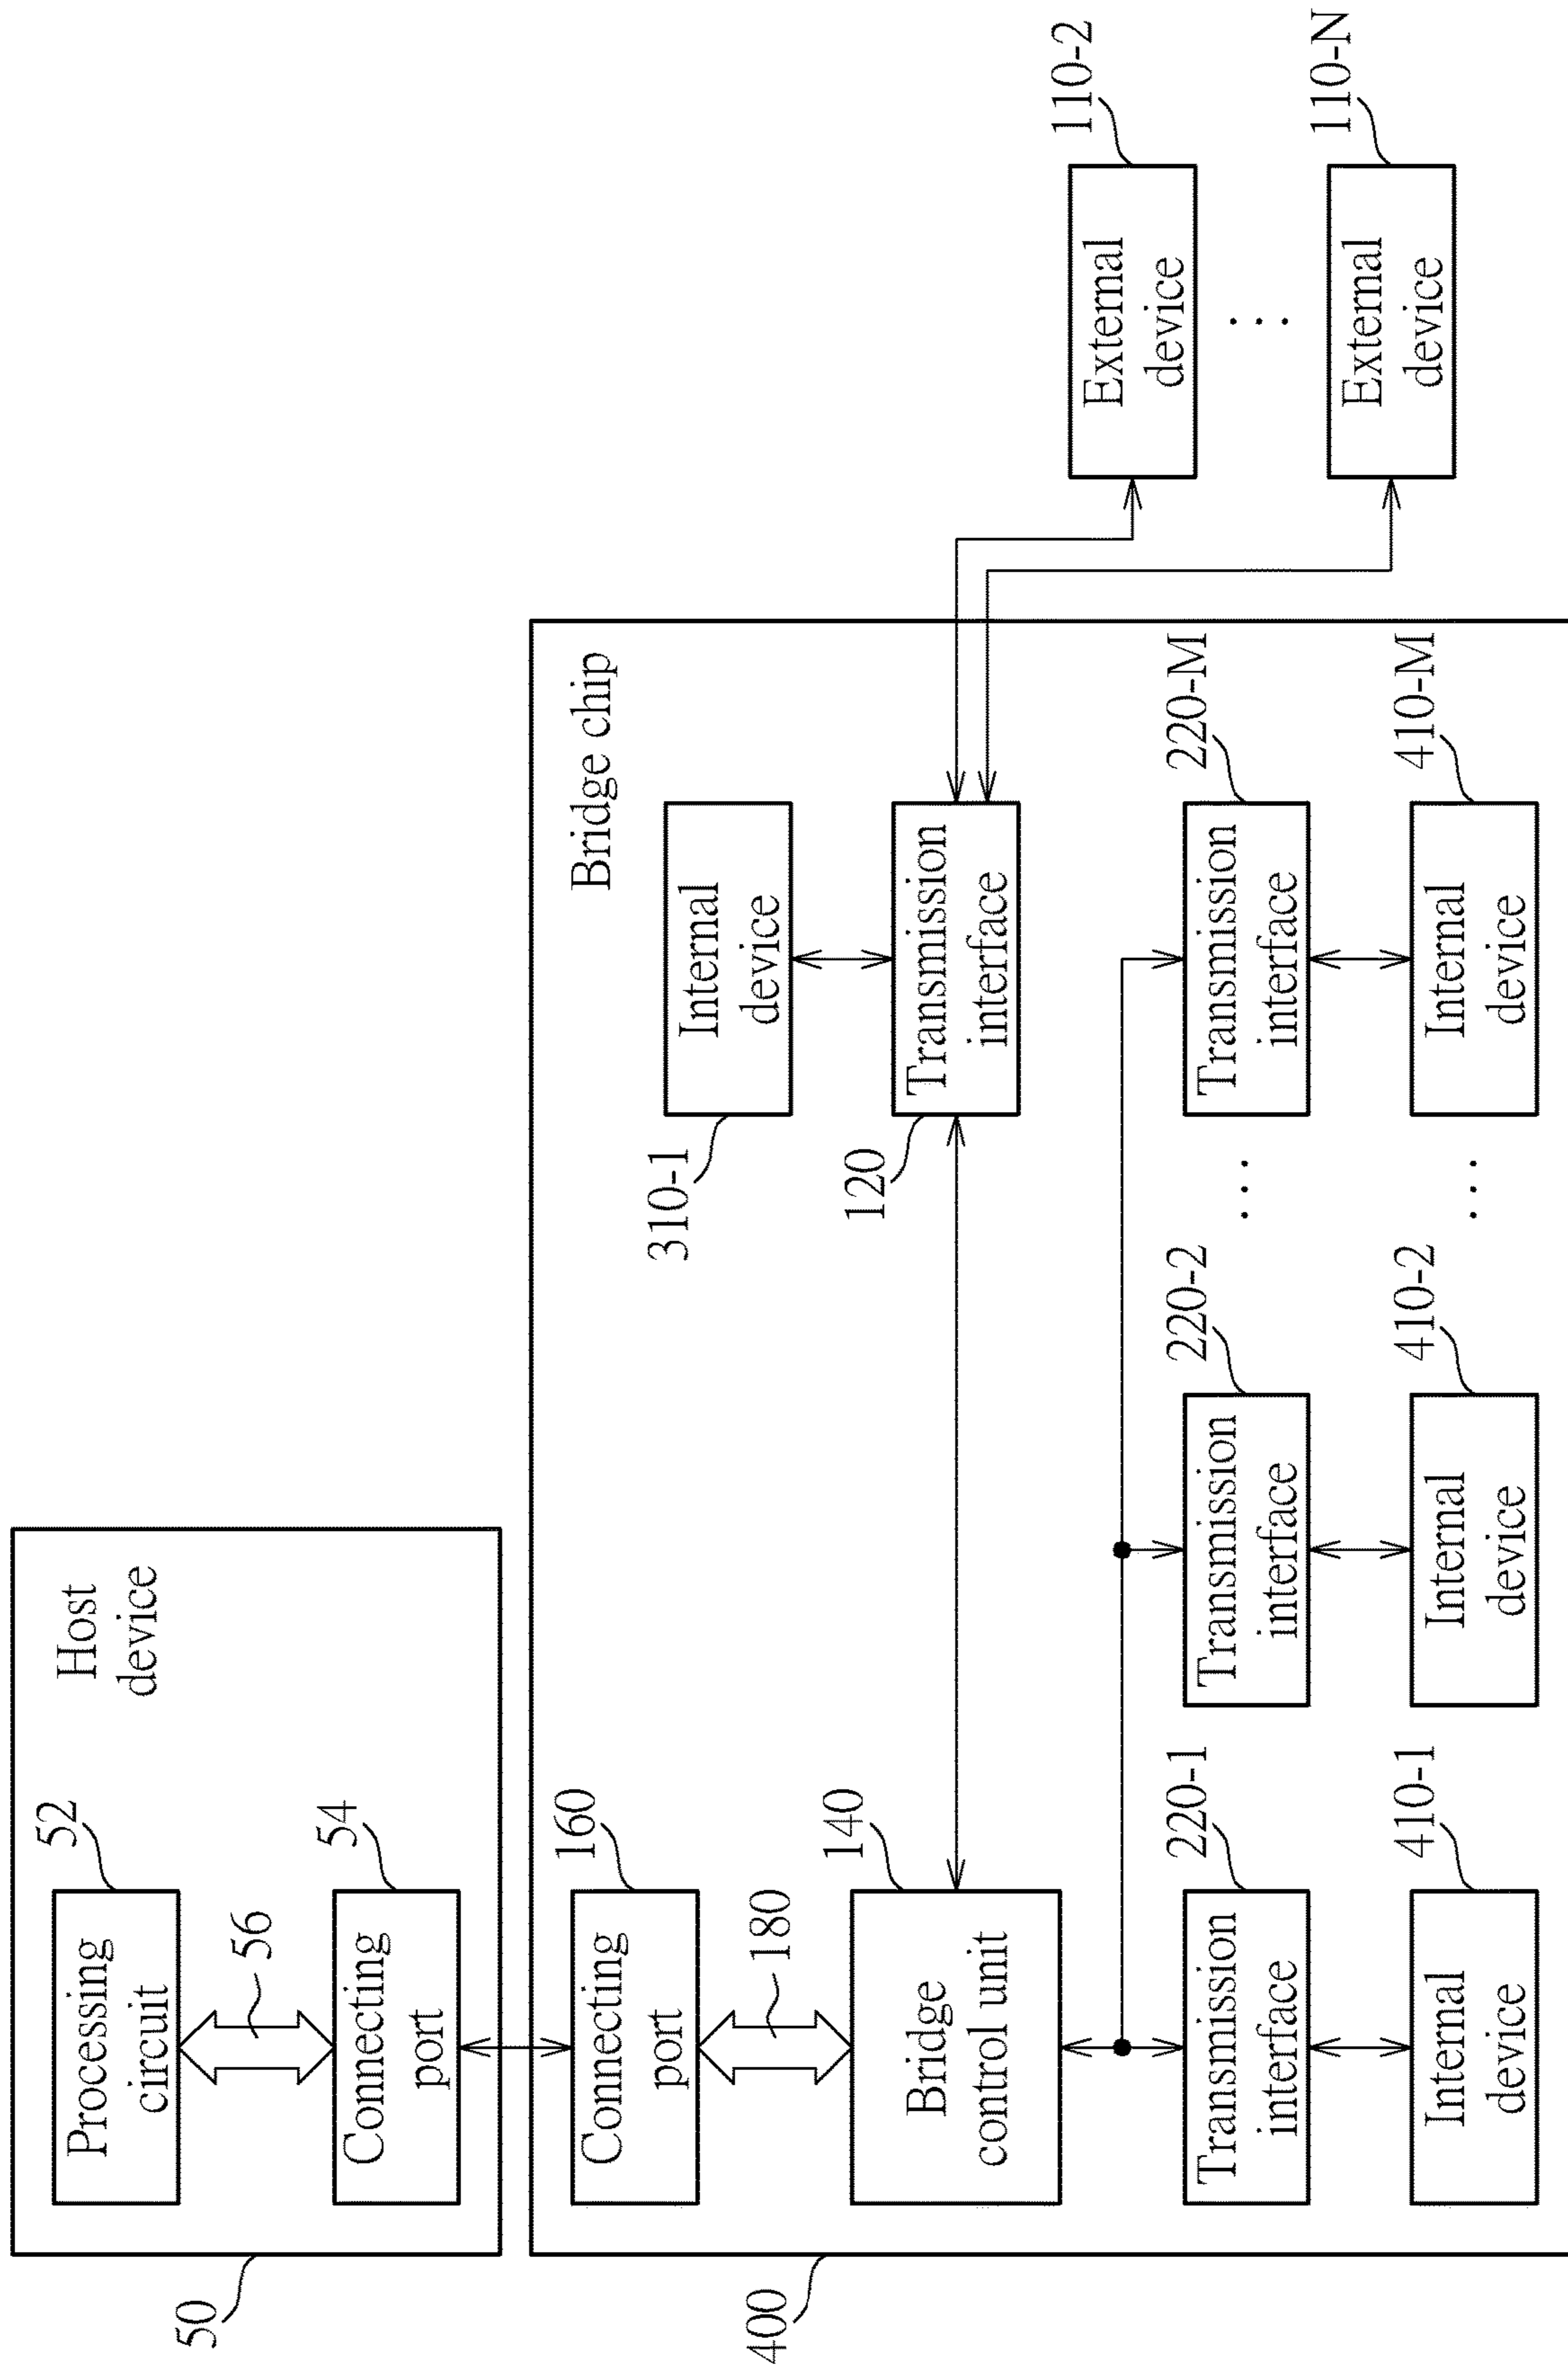 Host
device
52
Processing
circuit
56
54
Connecting
port
50
Bridge chip
160
Connecting
port
180
140
Bridge
control unit
310-1
Internal
device
120
Transmission
interface
220-1
Transmission
interface
220-2
Transmission
interface
...
220-M
Transmission
interface
410-1
Internal
device
410-2
Internal
device
...
410-M
Internal
device
400
110-2
External
device
...
110-N
External
device